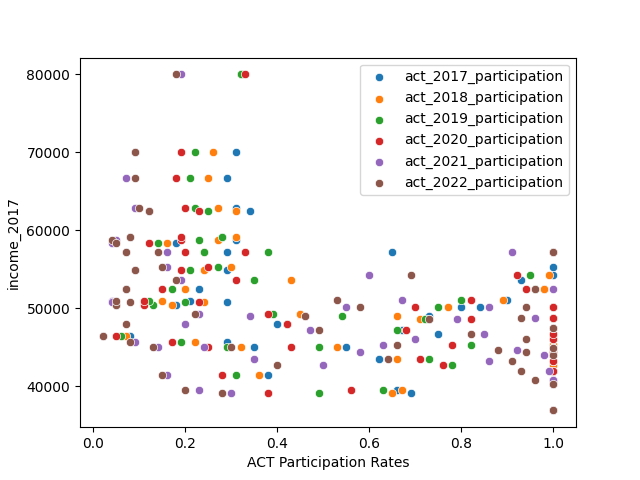 80000
70000
60000
50000
40000
income_2017
act_2017_participation
act_2018_participation
act_2019_participation
act_2020_participation
act_2021_participation
act_2022_participation
0.0 0.2 0.4 0.6 0.8 1.0
ACT Participation Rates